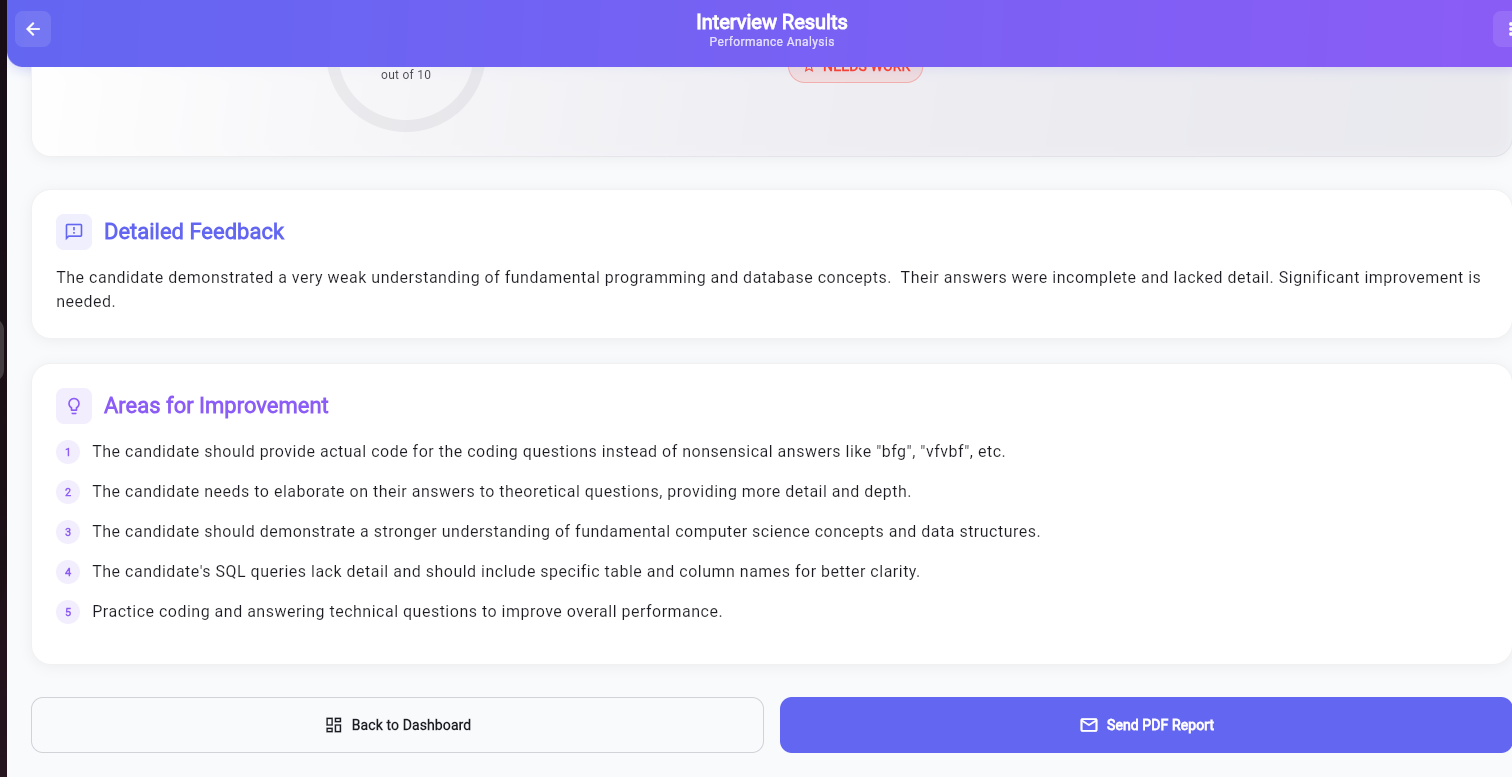 Interview Results
Performance Analysis
out of 10
NEEDS WORK
Detailed Feedback
The candidate demonstrated a very weak understanding of fundamental programming and database concepts.  Their answers were incomplete and lacked detail. Significant improvement is
needed.
Areas for Improvement
1 The candidate should provide actual code for the coding questions instead of nonsensical answers like "bfg", "vfvbf", etc.
2 The candidate needs to elaborate on their answers to theoretical questions, providing more detail and depth.
3 The candidate should demonstrate a stronger understanding of fundamental computer science concepts and data structures.
4 The candidate's SQL queries lack detail and should include specific table and column names for better clarity.
5 Practice coding and answering technical questions to improve overall performance.
Back to Dashboard
Send PDF Report